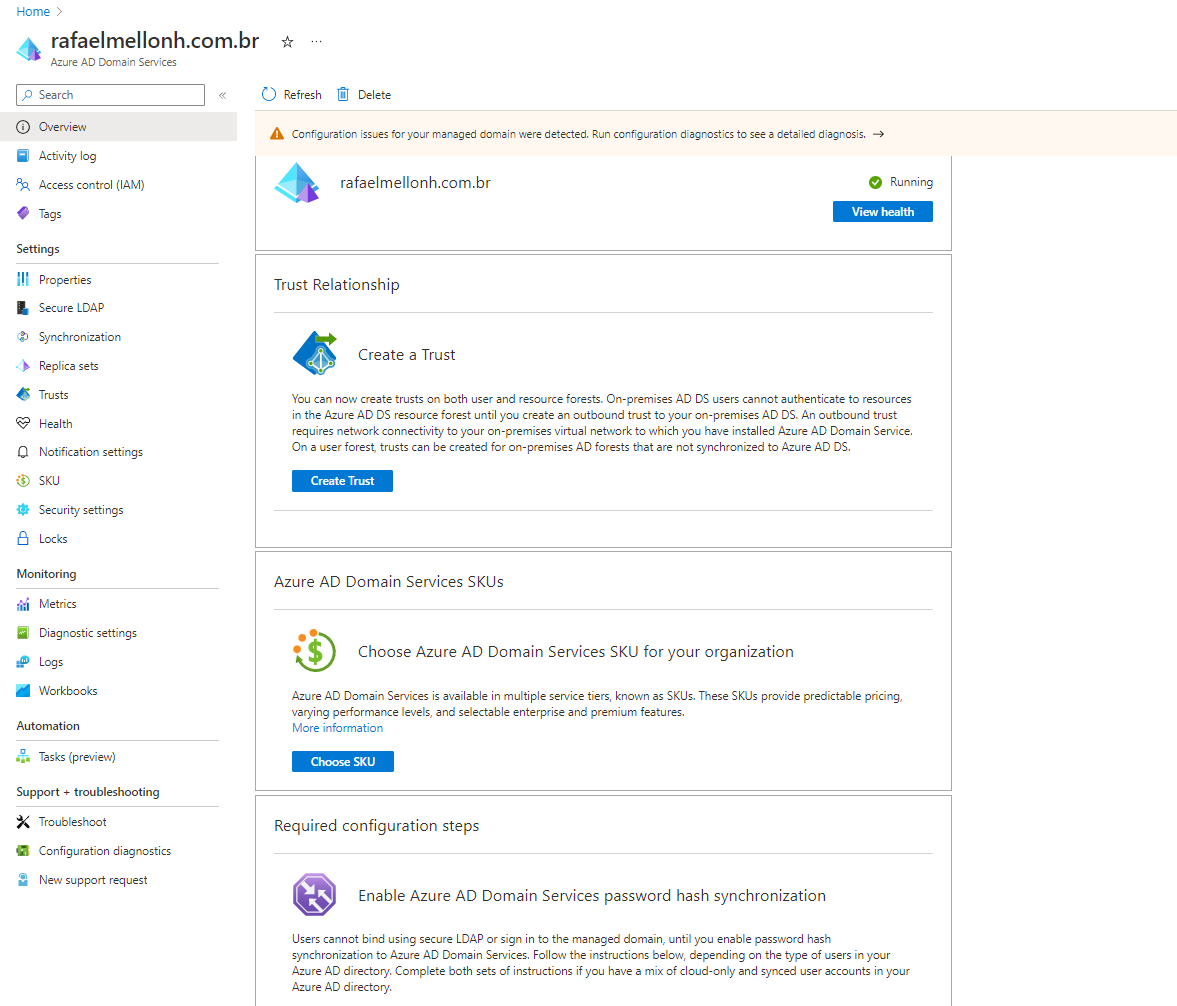 Home
rafaelmellonh.com.br
Azure AD Domain Services
Search
Overview
Activity log
Access control (IAM)
Tags
Settings
Properties
Secure LDAP
Synchronization
Replica sets
Trusts
Health
Notification settings
SKU
Security settings
Locks
Monitoring
Metrics
Diagnostic settings
Logs
Workbooks
Automation
Tasks (preview)
Support + troubleshooting
Troubleshoot
Configuration diagnostics
New support request
Refresh
Delete
Configuration issues for your managed domain were detected. Run configuration diagnostics to see a detailed diagnosis. →
rafaelmellonh.com.br
Running
View health
Trust Relationship
Create a Trust
You can now create trusts on both user and resource forests. On-premises AD DS users cannot authenticate to resources
in the Azure AD DS resource forest until you create an outbound trust to your on-premises AD DS. An outbound trust
requires network connectivity to your on-premises virtual network to which you have installed Azure AD Domain Service.
On a user forest, trusts can be created for on-premises AD forests that are not synchronized to Azure AD DS.
Create Trust
Azure AD Domain Services SKUs
Choose Azure AD Domain Services SKU for your organization
Azure AD Domain Services is available in multiple service tiers, known as SKUs. These SKUs provide predictable pricing,
varying performance levels, and selectable enterprise and premium features.
More information
Choose SKU
Required configuration steps
Enable Azure AD Domain Services password hash synchronization
Users cannot bind using secure LDAP or sign in to the managed domain, until you enable password hash
synchronization to Azure AD Domain Services. Follow the instructions below, depending on the type of users in your
Azure AD directory. Complete both sets of instructions if you have a mix of cloud-only and synced user accounts in your
Azure AD directory.